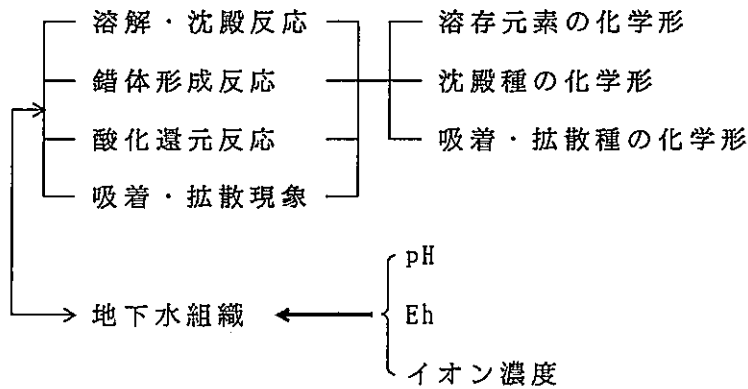 溶解・沈殿反応
溶存元素の化学形
錯体形成反応
沈殿種の化学形
酸化還元反応
吸着・拡散種の化学形
吸着・拡散現象
pH
地下水組織
Eh
イオン濃度